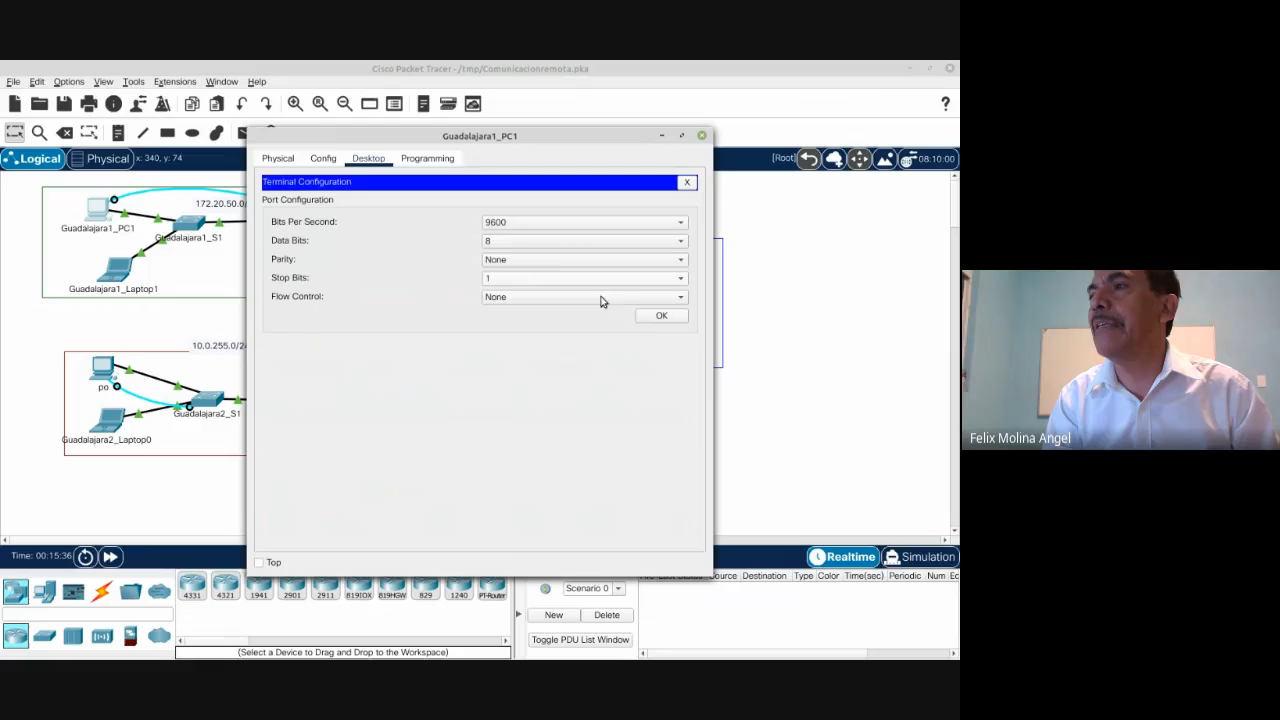 Cisco Packet Tracer - /tmp/Comunicacionremota.pka
File Edit Options View Tools Extensions Window Help
?
Logical Physical x: 340, y: 74
[Root] 08:10:00
Guadalajara1_PC1
Physical Config Desktop Programming
Terminal Configuration
X
Port Configuration
Bits Per Second: 9600
Data Bits: 8
Parity: None
Stop Bits: 1
Flow Control: None
OK
Top
172.20.50.0/
Guadalajara1_PC1
Guadalajara1_S1
Guadalajara1_Laptop1
10.0.255.0/24
po
Guadalajara2_S1
Guadalajara2_Laptop0
Felix Molina Angel
Time: 00:15:36
Realtime Simulation
4331 4321 1941 2901 2911 819IOX 819HGW 829 1240 PT-Router
(Select a Device to Drag and Drop to the Workspace)
Scenario 0
New Delete
Toggle PDU List Window
Source Destination Type Color Time(sec) Periodic Num